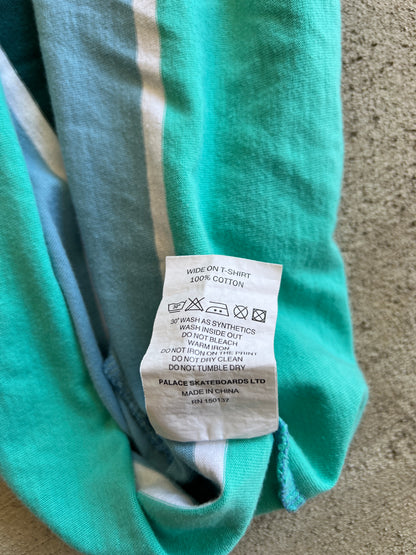 WIDE ON T-SHIRT
100% COTTON
30° WASH AS SYNTHETICS
WASH INSIDE OUT
DO NOT BLEACH
WARM IRON
DO NOT IRON ON THE PRINT
DO NOT DRY CLEAN
DO NOT TUMBLE DRY
PALACE SKATEBOARDS LTD
MADE IN CHINA
RN 150137